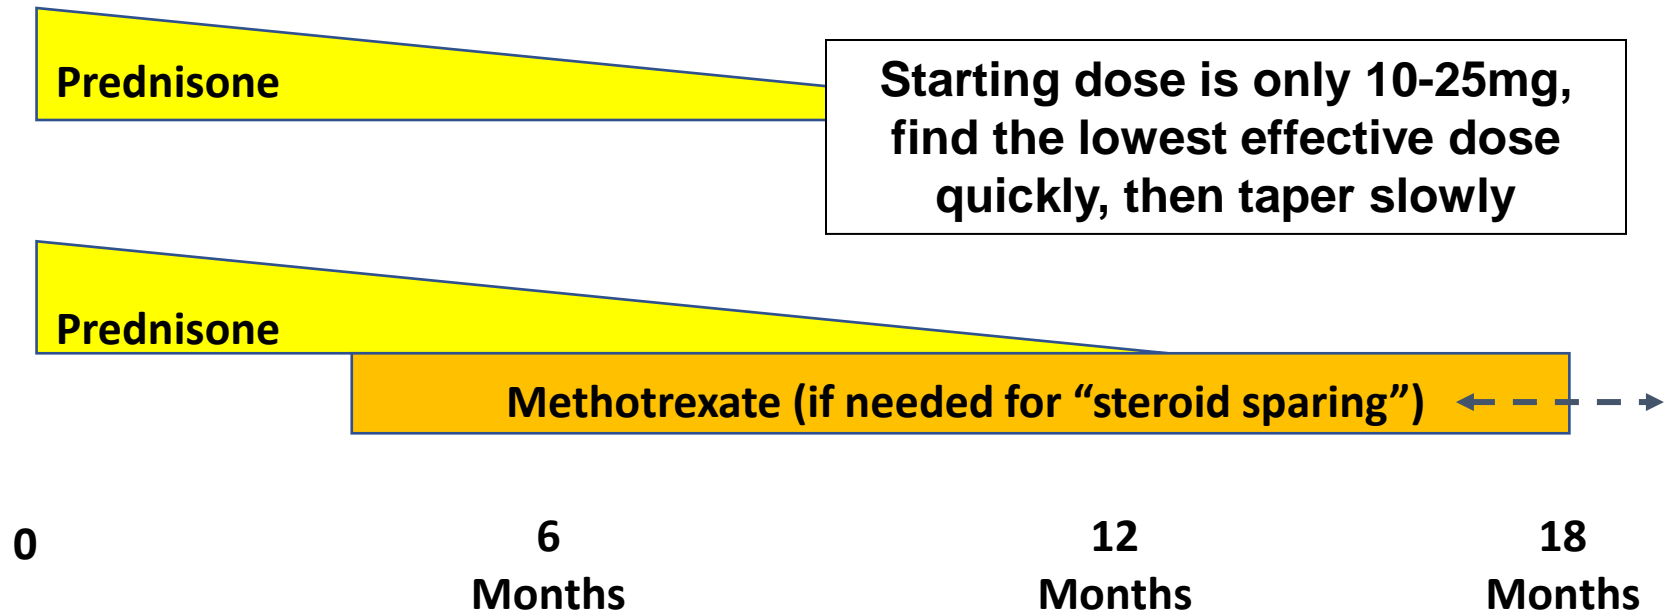 Prednisone
Starting dose is only 10-25mg,
find the lowest effective dose
quickly, then taper slowly
Prednisone
Methotrexate (if needed for “steroid sparing”)
0
6
Months
12
Months
18
Months